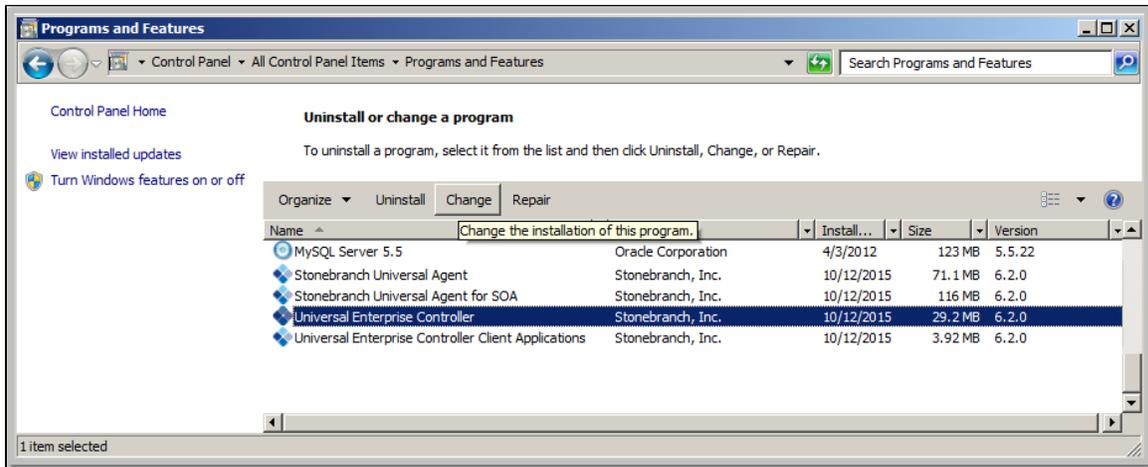 Programs and Features
Control Panel All Control Panel Items Programs and Features Search Programs and Features
Control Panel Home
View installed updates
Turn Windows features on or off
Uninstall or change a program
To uninstall a program, select it from the list and then click Uninstall, Change, or Repair.
Organize Uninstall Change Repair
Change the installation of this program.
Name Install... Size Version
MySQL Server 5.5 Oracle Corporation 4/3/2012 123 MB 5.5.22
Stonebranch Universal Agent Stonebranch, Inc. 10/12/2015 71.1 MB 6.2.0
Stonebranch Universal Agent for SOA Stonebranch, Inc. 10/12/2015 116 MB 6.2.0
Universal Enterprise Controller Stonebranch, Inc. 10/12/2015 29.2 MB 6.2.0
Universal Enterprise Controller Client Applications Stonebranch, Inc. 10/12/2015 3.92 MB 6.2.0
1 item selected